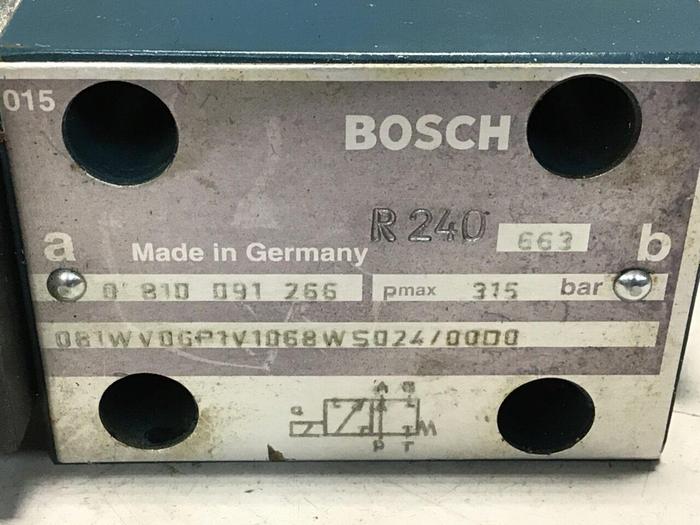 015
BOSCH
R 240 663
a Made in Germany b
0 810 091 266 pmax 315 bar
081WV06P1V1068WS024/00D0
A B
a
P T